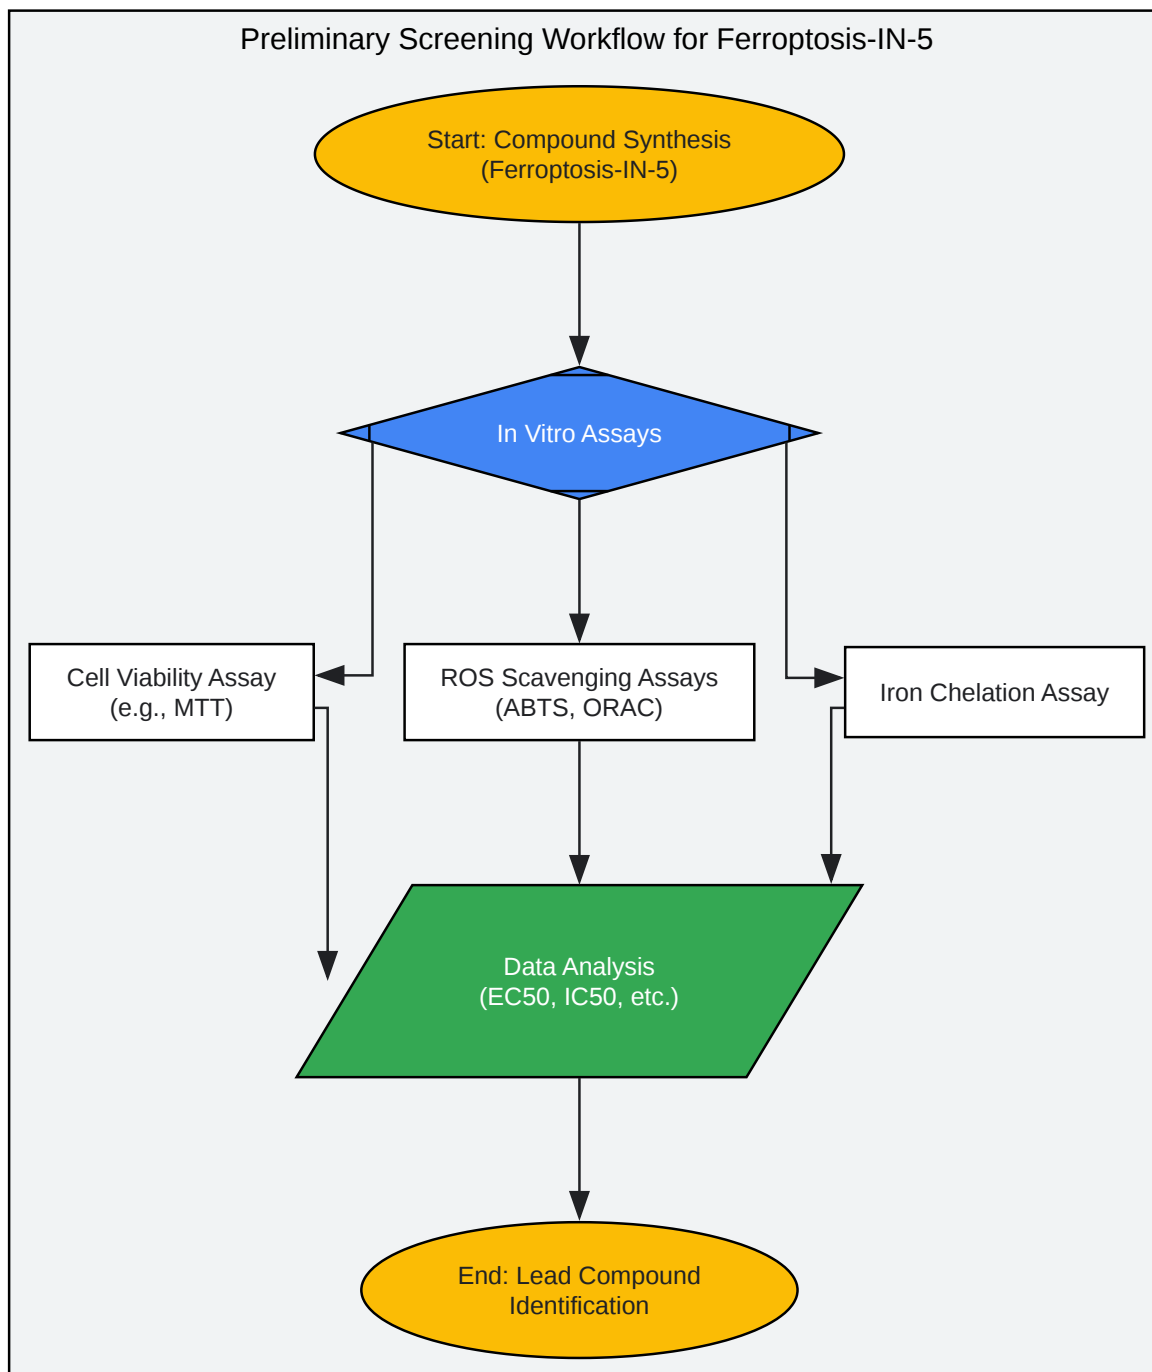 Preliminary Screening Workflow for Ferroptosis-IN-5
Start: Compound Synthesis
(Ferroptosis-IN-5)
In Vitro Assays
Cell Viability Assay
(e.g., MTT)
ROS Scavenging Assays
(ABTS, ORAC)
Iron Chelation Assay
Data Analysis
(EC50, IC50, etc.)
End: Lead Compound
Identification